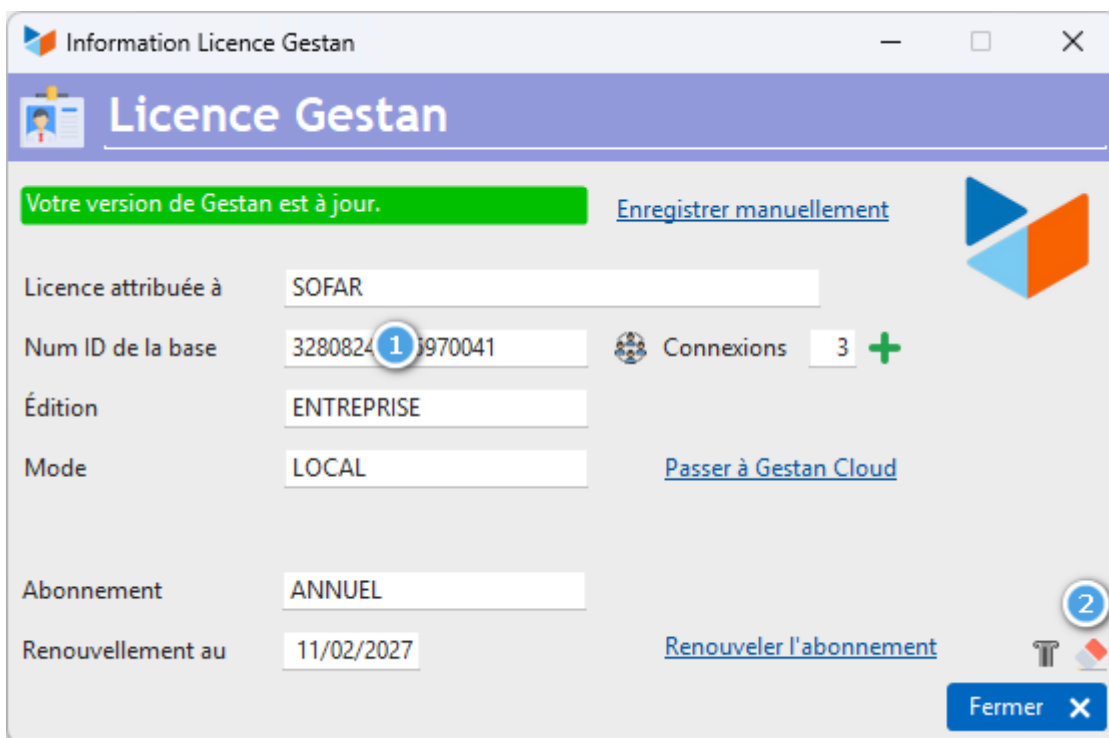 Information Licence Gestan
Licence Gestan
Votre version de Gestan est à jour.
Enregistrer manuellement
Licence attribuée à SOFAR
Num ID de la base 1 Connexions 3
Édition ENTREPRISE
Mode LOCAL Passer à Gestan Cloud
Abonnement ANNUEL
2
Renouvellement au 11/02/2027 Renouveler l'abonnement
Fermer